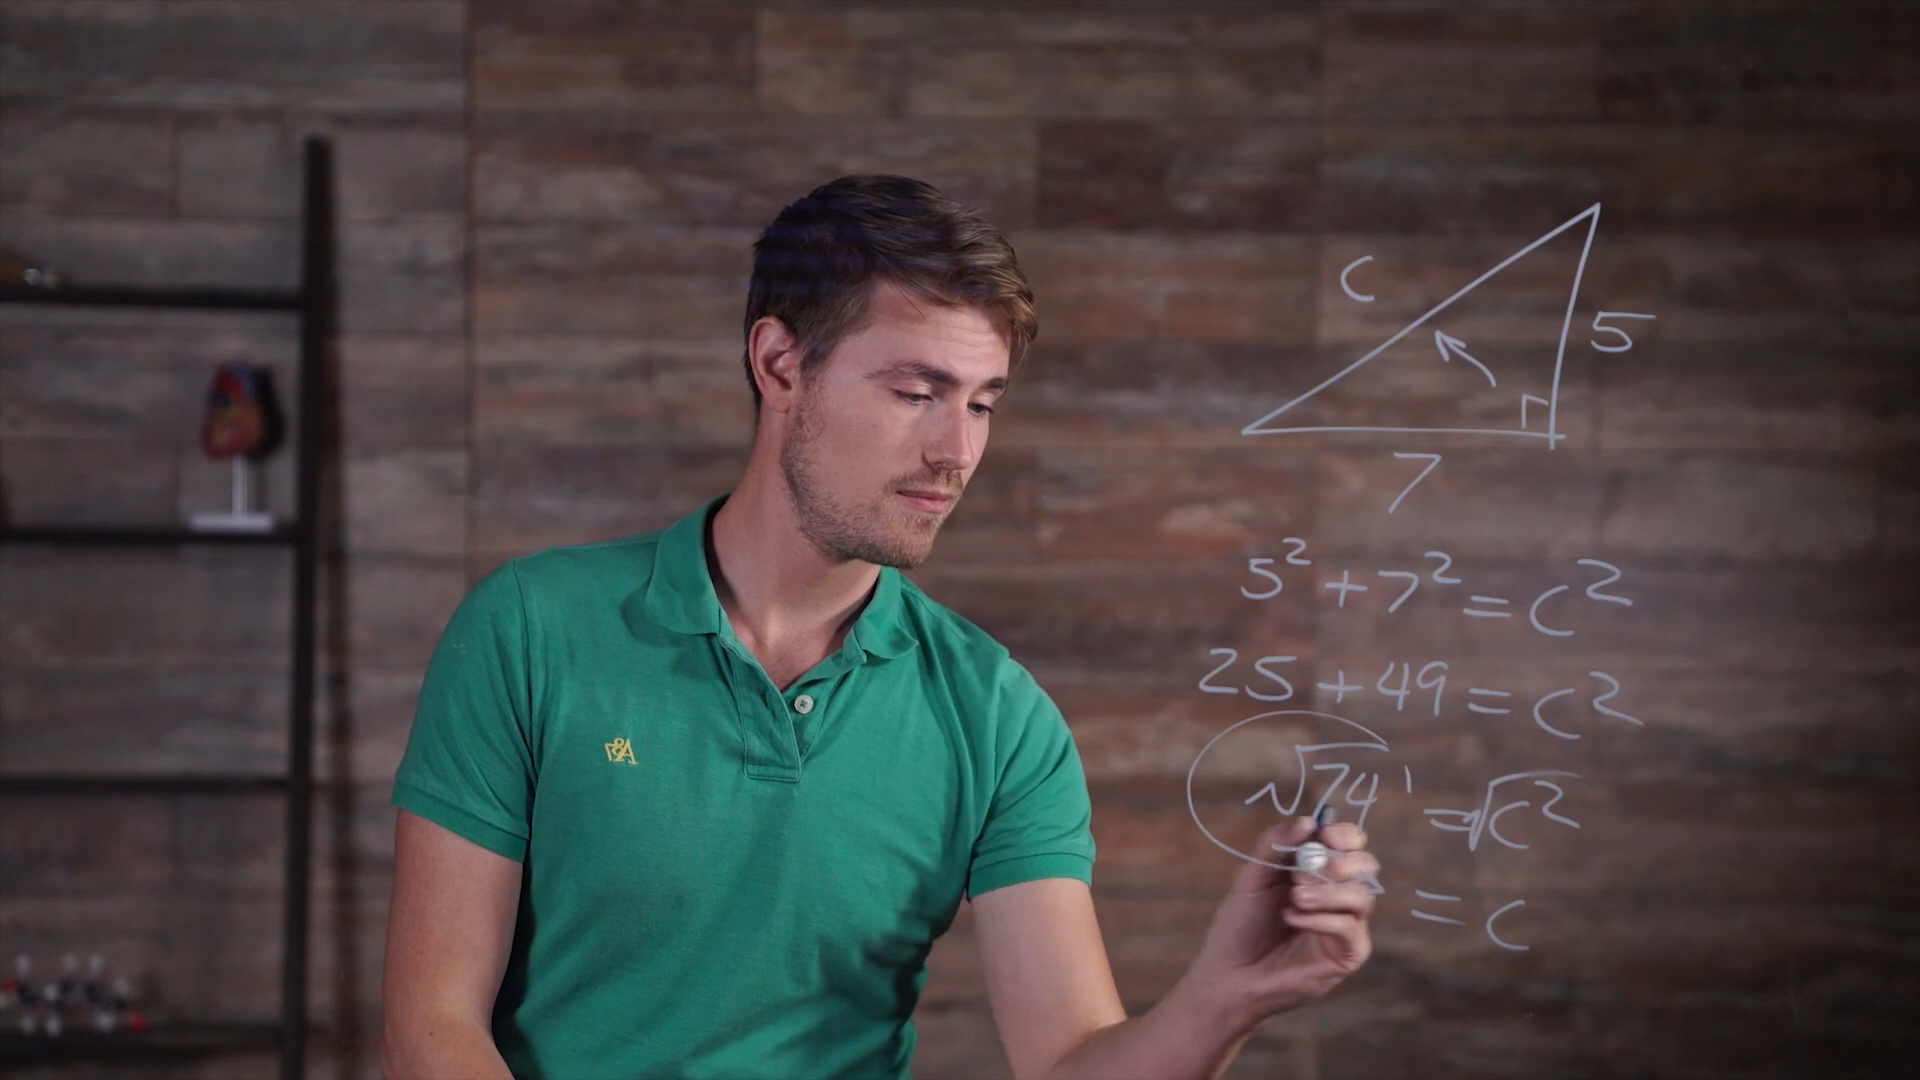 C
5
7
5² + 7² = C²
25 + 49 = C²
√74 = √C²
= C